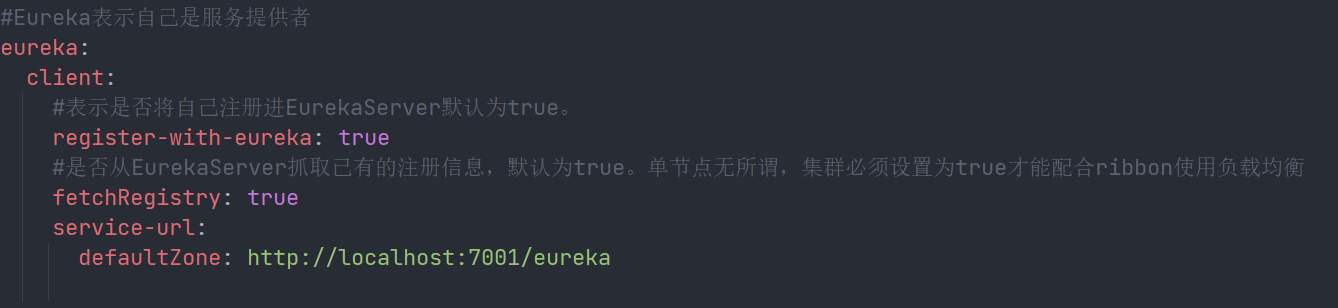 #Eureka表示自己是服务提供者
eureka:
  client:
    #表示是否将自己注册进EurekaServer默认为true。
    register-with-eureka: true
    #是否从EurekaServer抓取已有的注册信息，默认为true。单节点无所谓，集群必须设置为true才能配合ribbon使用负载均衡
    fetchRegistry: true
    service-url:
      defaultZone: http://localhost:7001/eureka